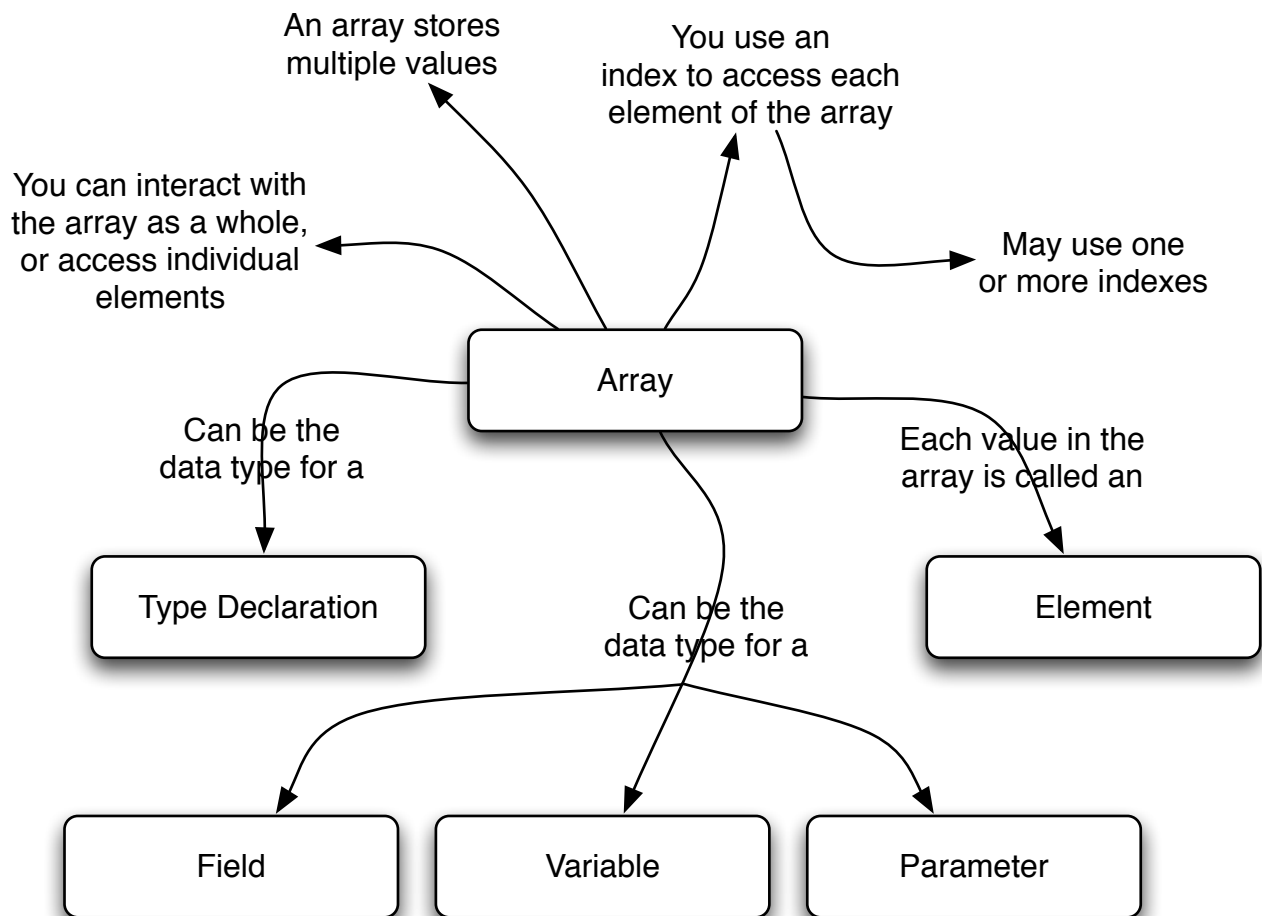 An array stores
multiple values
You use an
index to access each
element of the array
You can interact with
the array as a whole,
or access individual
elements
May use one
or more indexes
Array
Can be the
data type for a
Each value in the
array is called an
Type Declaration
Can be the
data type for a
Element
Field
Variable
Parameter